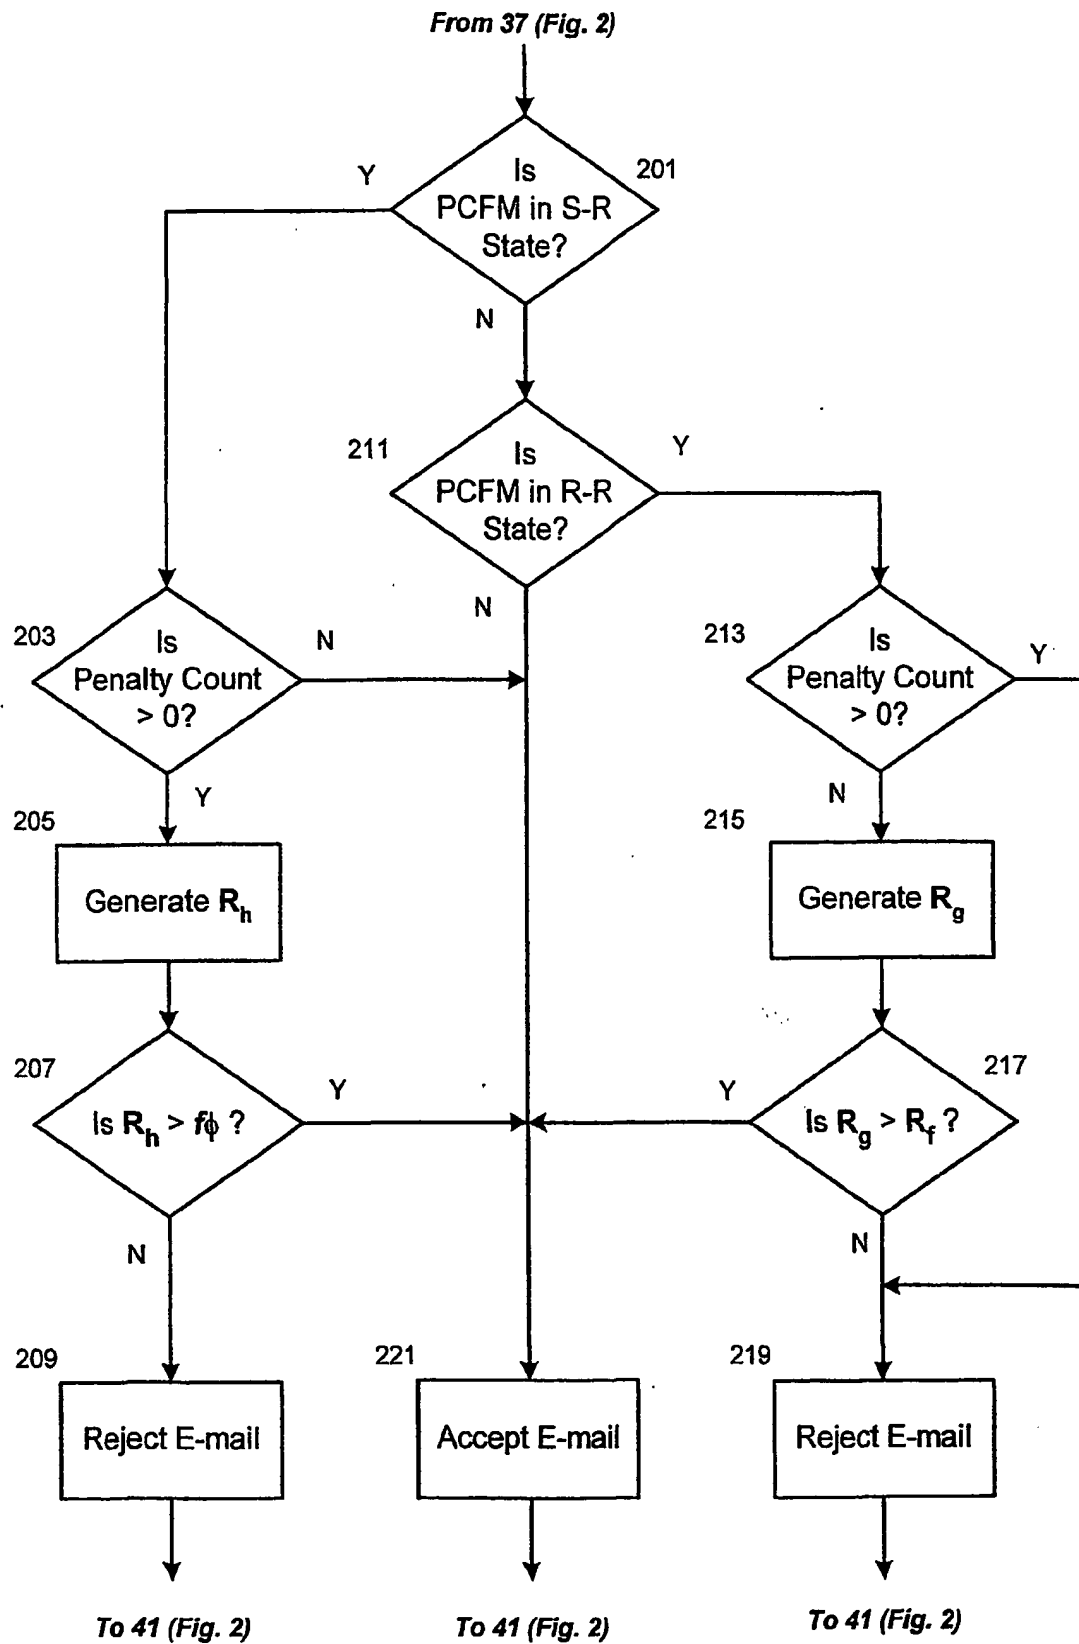 From 37 (Fig. 2)
Is
PCFM in S-R
State?
201
Y
N
211
Is
PCFM in R-R
State?
Y
N
203
Is
Penalty Count
> 0?
N
Y
213
Is
Penalty Count
> 0?
Y
N
205
Generate Rh
215
Generate Rg
207
Is Rh > fϕ ?
Y
N
217
Is Rg > Rf ?
Y
N
209
Reject E-mail
221
Accept E-mail
219
Reject E-mail
To 41 (Fig. 2)
To 41 (Fig. 2)
To 41 (Fig. 2)